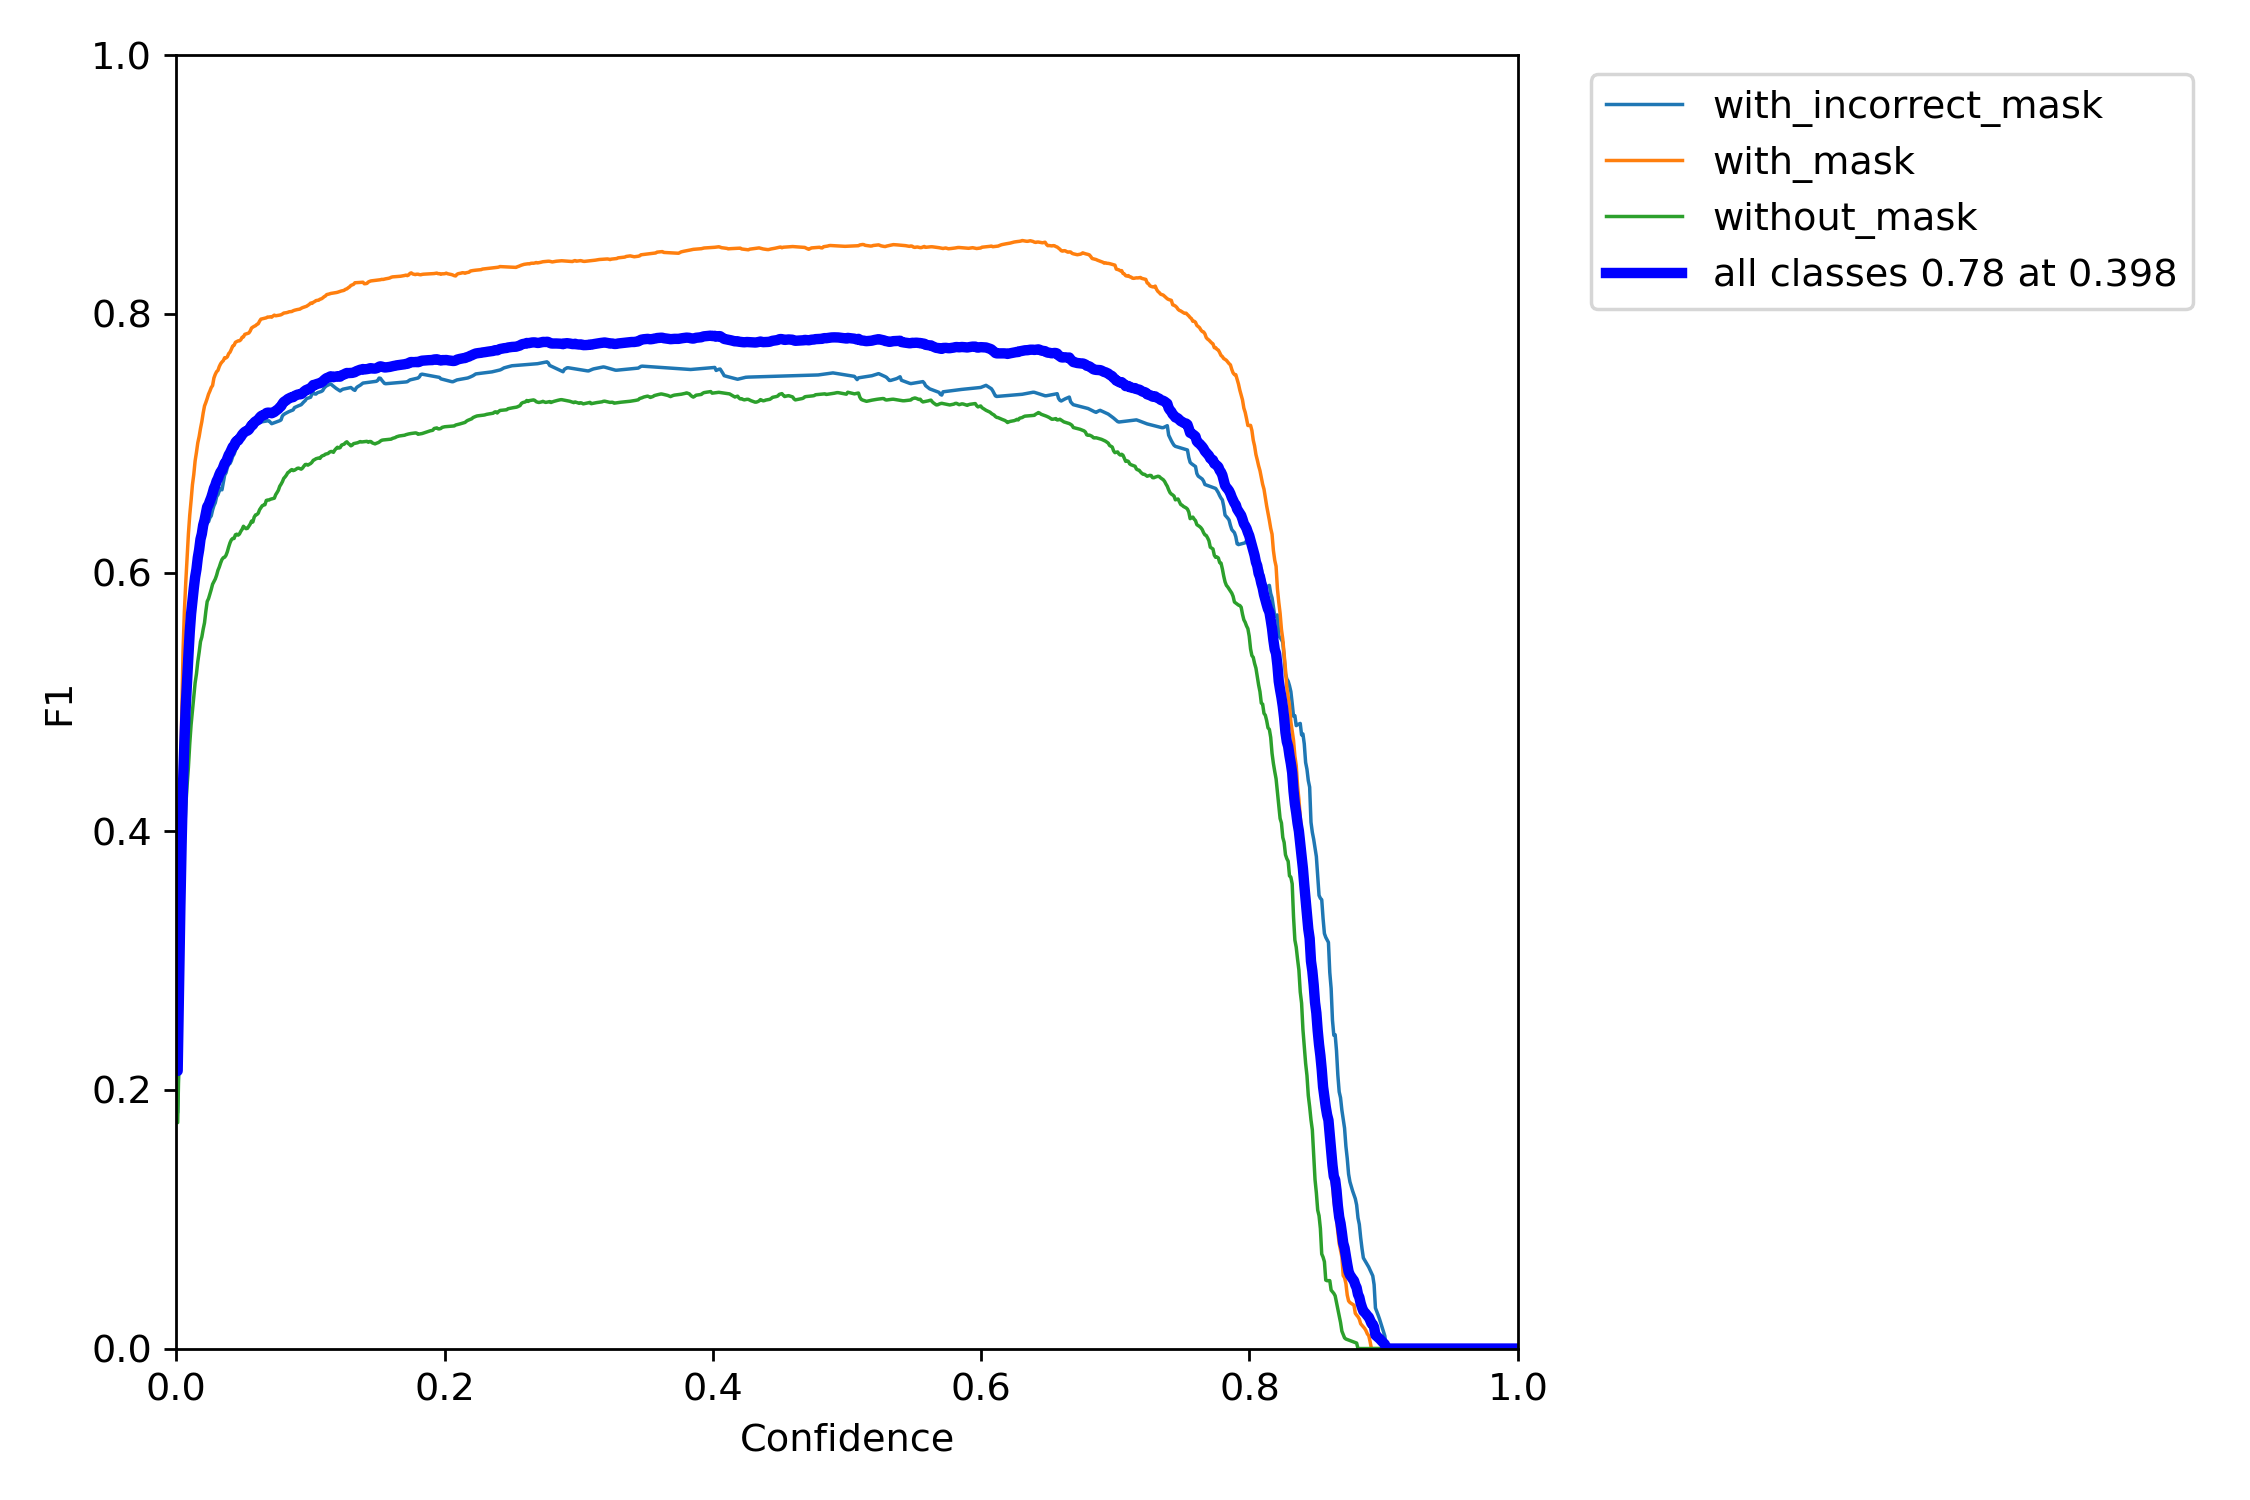 1.0
0.8
0.6
0.4
0.2
0.0
F1
0.0 0.2 0.4 0.6 0.8 1.0
Confidence
with_incorrect_mask
with_mask
without_mask
all classes 0.78 at 0.398